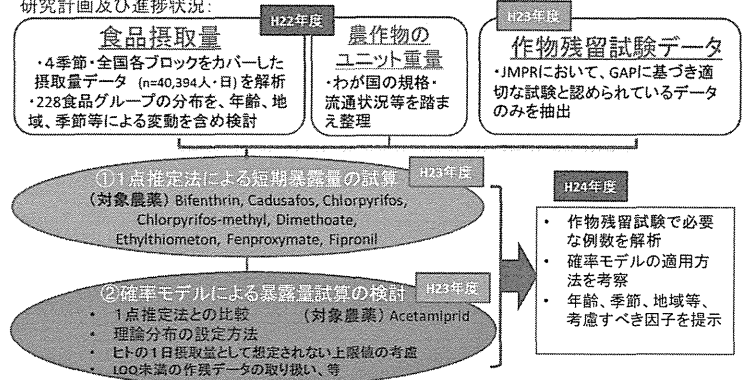 研究計画及び進捗状況:
H22年度
食品摂取量
・4季節・全国各ブロックをカバーした
摂取量データ (n=40,394人・日) を解析
・228食品グループの分布を、年齢、地
域、季節等による変動を含め検討
農作物の
ユニット重量
・わが国の規格・
流通状況等を踏ま
え整理
H23年度
作物残留試験データ
・JMPRにおいて、GAPに基づき適
切な試験と認められているデータ
のみを抽出
①1点推定法による短期暴露量の試算
H23年度
(対象農薬) Bifenthrin, Cadusafos, Chlorpyrifos,
Chlorpyrifos-methyl, Dimethoate,
Ethylthiometon, Fenproxymate, Fipronil
②確率モデルによる暴露量試算の検討
H23年度
・ 1点推定法との比較 (対象農薬) Acetamiprid
・ 理論分布の設定方法
・ ヒトの1日摂取量として想定されない上限値の考慮
・ LOQ未満の作残データの取り扱い、等
H24年度
・ 作物残留試験で必要
な例数を解析
・ 確率モデルの適用方
法を考察
・ 年齢、季節、地域等、
考慮すべき因子を提示